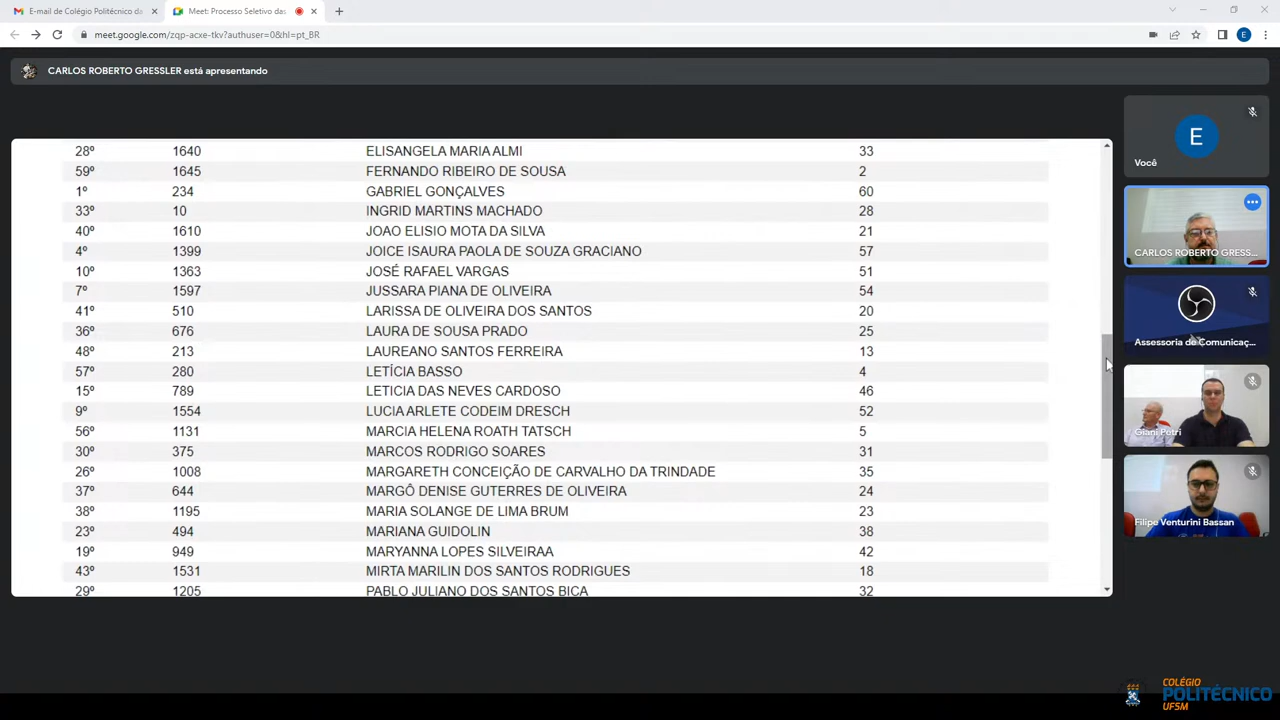 E-mail de Colégio Politécnico da
Meet: Processo Seletivo das
meet.google.com/zqp-acxe-tkv?authuser=0&hl=pt_BR
E
CARLOS ROBERTO GRESSLER está apresentando
28º 1640 ELISANGELA MARIA ALMI 33
59º 1645 FERNANDO RIBEIRO DE SOUSA 2
1º 234 GABRIEL GONÇALVES 60
33º 10 INGRID MARTINS MACHADO 28
40º 1610 JOAO ELISIO MOTA DA SILVA 21
4º 1399 JOICE ISAURA PAOLA DE SOUZA GRACIANO 57
10º 1363 JOSÉ RAFAEL VARGAS 51
7º 1597 JUSSARA PIANA DE OLIVEIRA 54
41º 510 LARISSA DE OLIVEIRA DOS SANTOS 20
36º 676 LAURA DE SOUSA PRADO 25
48º 213 LAUREANO SANTOS FERREIRA 13
57º 280 LETÍCIA BASSO 4
15º 789 LETICIA DAS NEVES CARDOSO 46
9º 1554 LUCIA ARLETE CODEIM DRESCH 52
56º 1131 MARCIA HELENA ROATH TATSCH 5
30º 375 MARCOS RODRIGO SOARES 31
26º 1008 MARGARETH CONCEIÇÃO DE CARVALHO DA TRINDADE 35
37º 644 MARGÔ DENISE GUTERRES DE OLIVEIRA 24
38º 1195 MARIA SOLANGE DE LIMA BRUM 23
23º 494 MARIANA GUIDOLIN 38
19º 949 MARYANNA LOPES SILVEIRAA 42
43º 1531 MIRTA MARILIN DOS SANTOS RODRIGUES 18
29º 1205 PABLO JULIANO DOS SANTOS BICA 32
E
Você
CARLOS ROBERTO GRESS...
Assessoria de Comunicaç...
Giani Petri
Filipe Venturini Bassan
COLÉGIO
POLITÉCNICO
UFSM